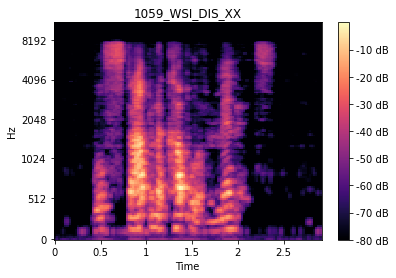 1059_WSI_DIS_XX
8192
4096
2048
1024
512
0
Hz
0 0.5 1 1.5 2 2.5
Time
-10 dB
-20 dB
-30 dB
-40 dB
-50 dB
-60 dB
-70 dB
-80 dB